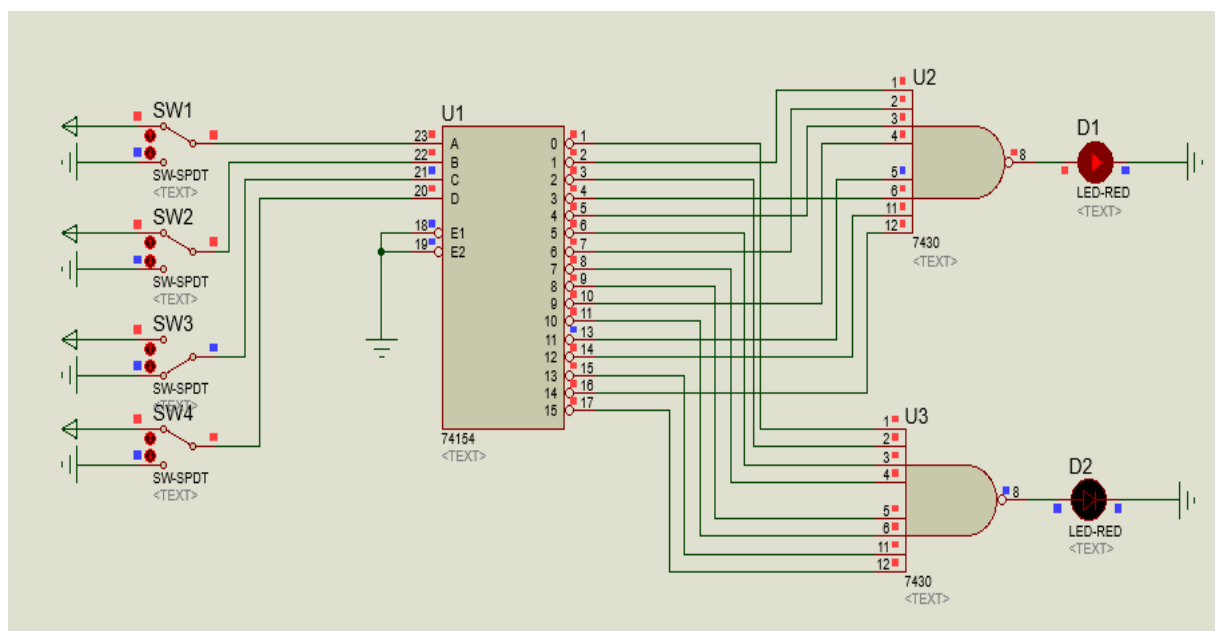 SW1
SW-SPDT
<TEXT>
SW2
SW-SPDT
<TEXT>
SW3
SW-SPDT
<TEXT>
SW4
SW-SPDT
<TEXT>
U1
23 A 0 1
22 B 1 2
21 C 2 3
20 D 3 4
4 5
18 E1 5 6
19 E2 6 7
7 8
8 9
9 10
10 11
11 13
12 14
13 15
14 16
15 17
74154
<TEXT>
U2
1
2
3
4
5
6
11
12
8
7430
<TEXT>
D1
LED-RED
<TEXT>
U3
1
2
3
4
5
6
11
12
8
7430
<TEXT>
D2
LED-RED
<TEXT>